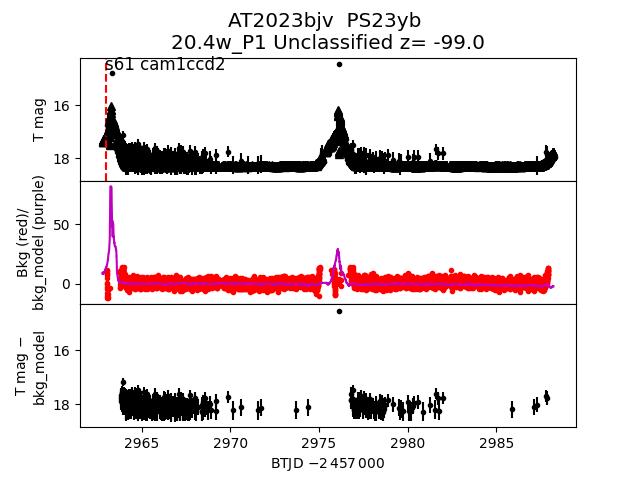 AT2023bjv  PS23yb
20.4w_P1 Unclassified z= -99.0
s61 cam1ccd2
T mag
16
18
Bkg (red)/
bkg_model (purple)
50
0
T mag −
bkg_model
16
18
2965 2970 2975 2980 2985
BTJD −2 457 000